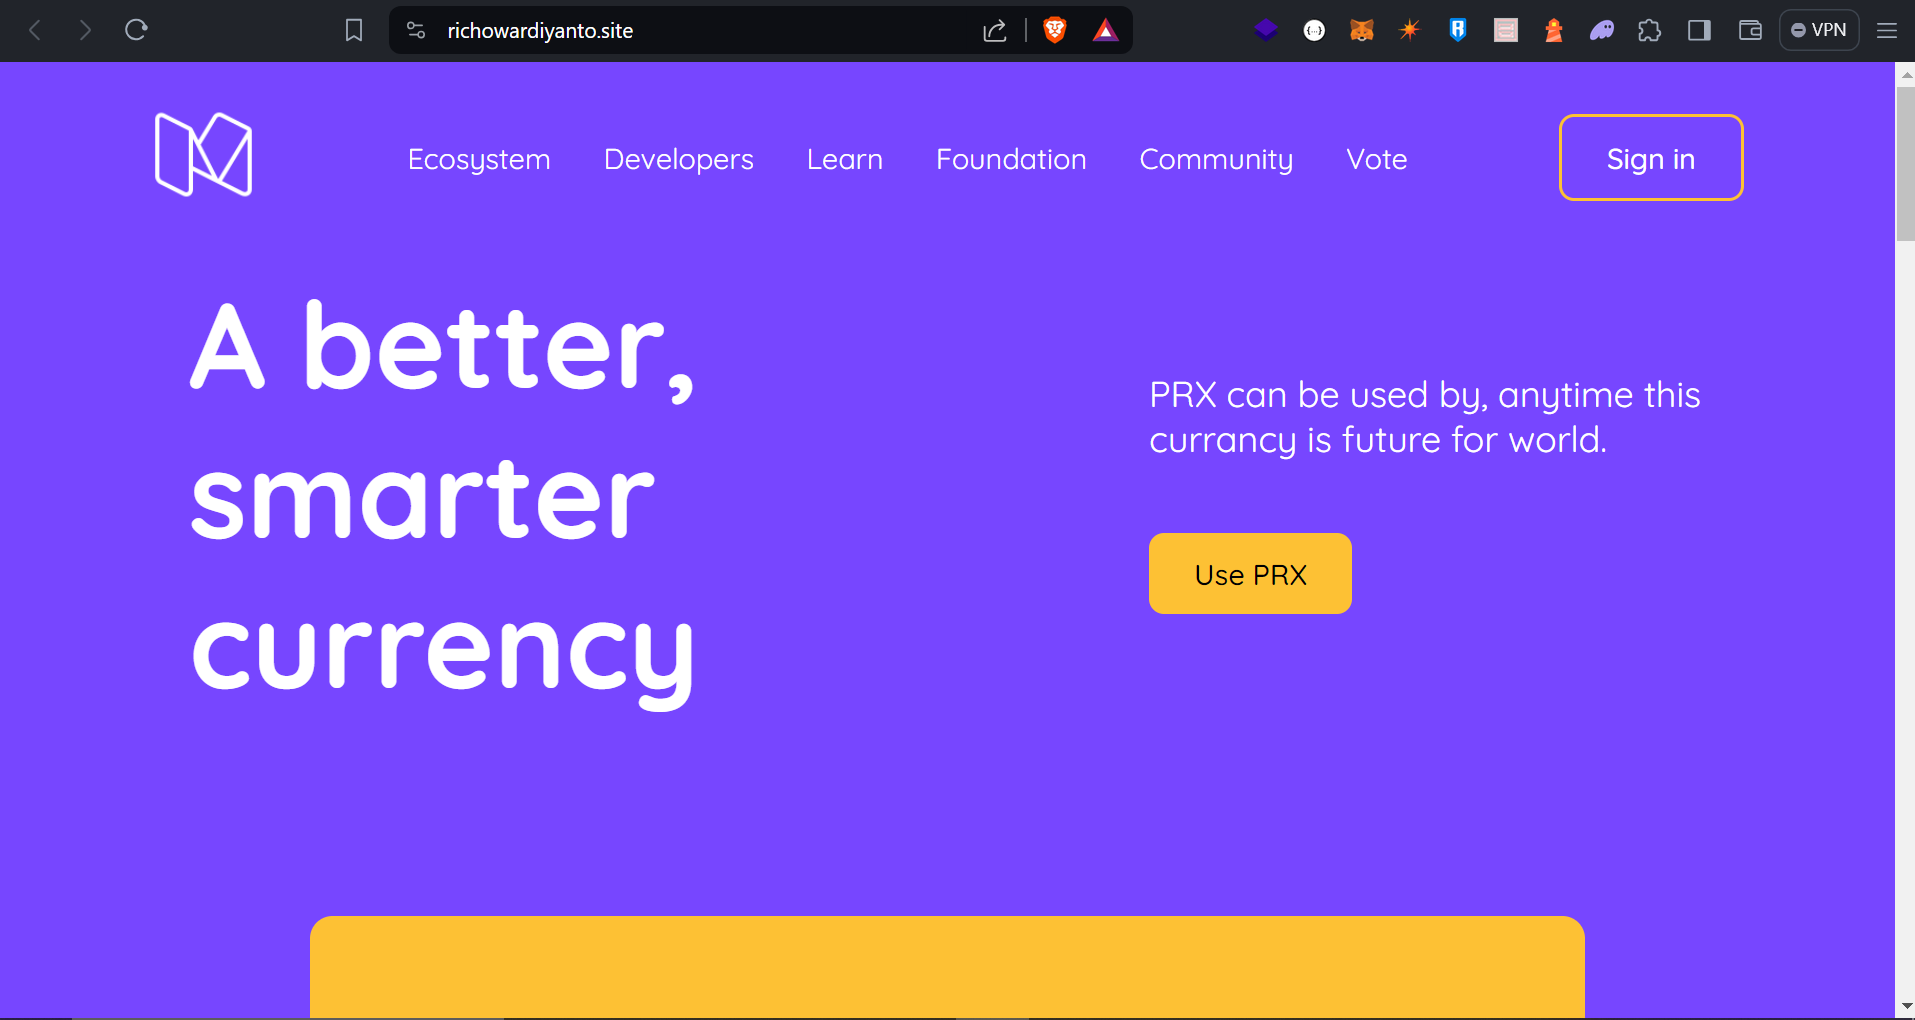 richowardiyanto.site
VPN
Ecosystem Developers Learn Foundation Community Vote Sign in
A better,
smarter
currency
PRX can be used by, anytime this
currancy is future for world.
Use PRX